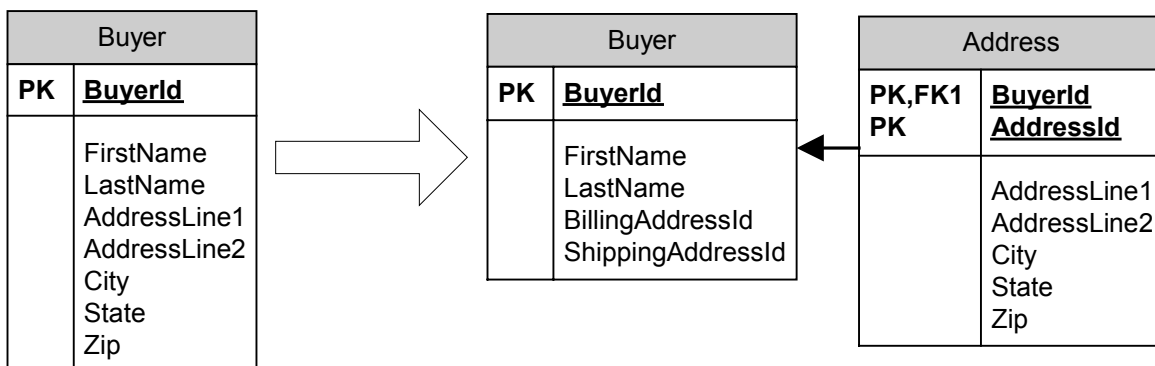 Buyer
PK BuyerId
FirstName
LastName
AddressLine1
AddressLine2
City
State
Zip
Buyer
PK BuyerId
FirstName
LastName
BillingAddressId
ShippingAddressId
Address
PK,FK1 BuyerId
PK AddressId
AddressLine1
AddressLine2
City
State
Zip